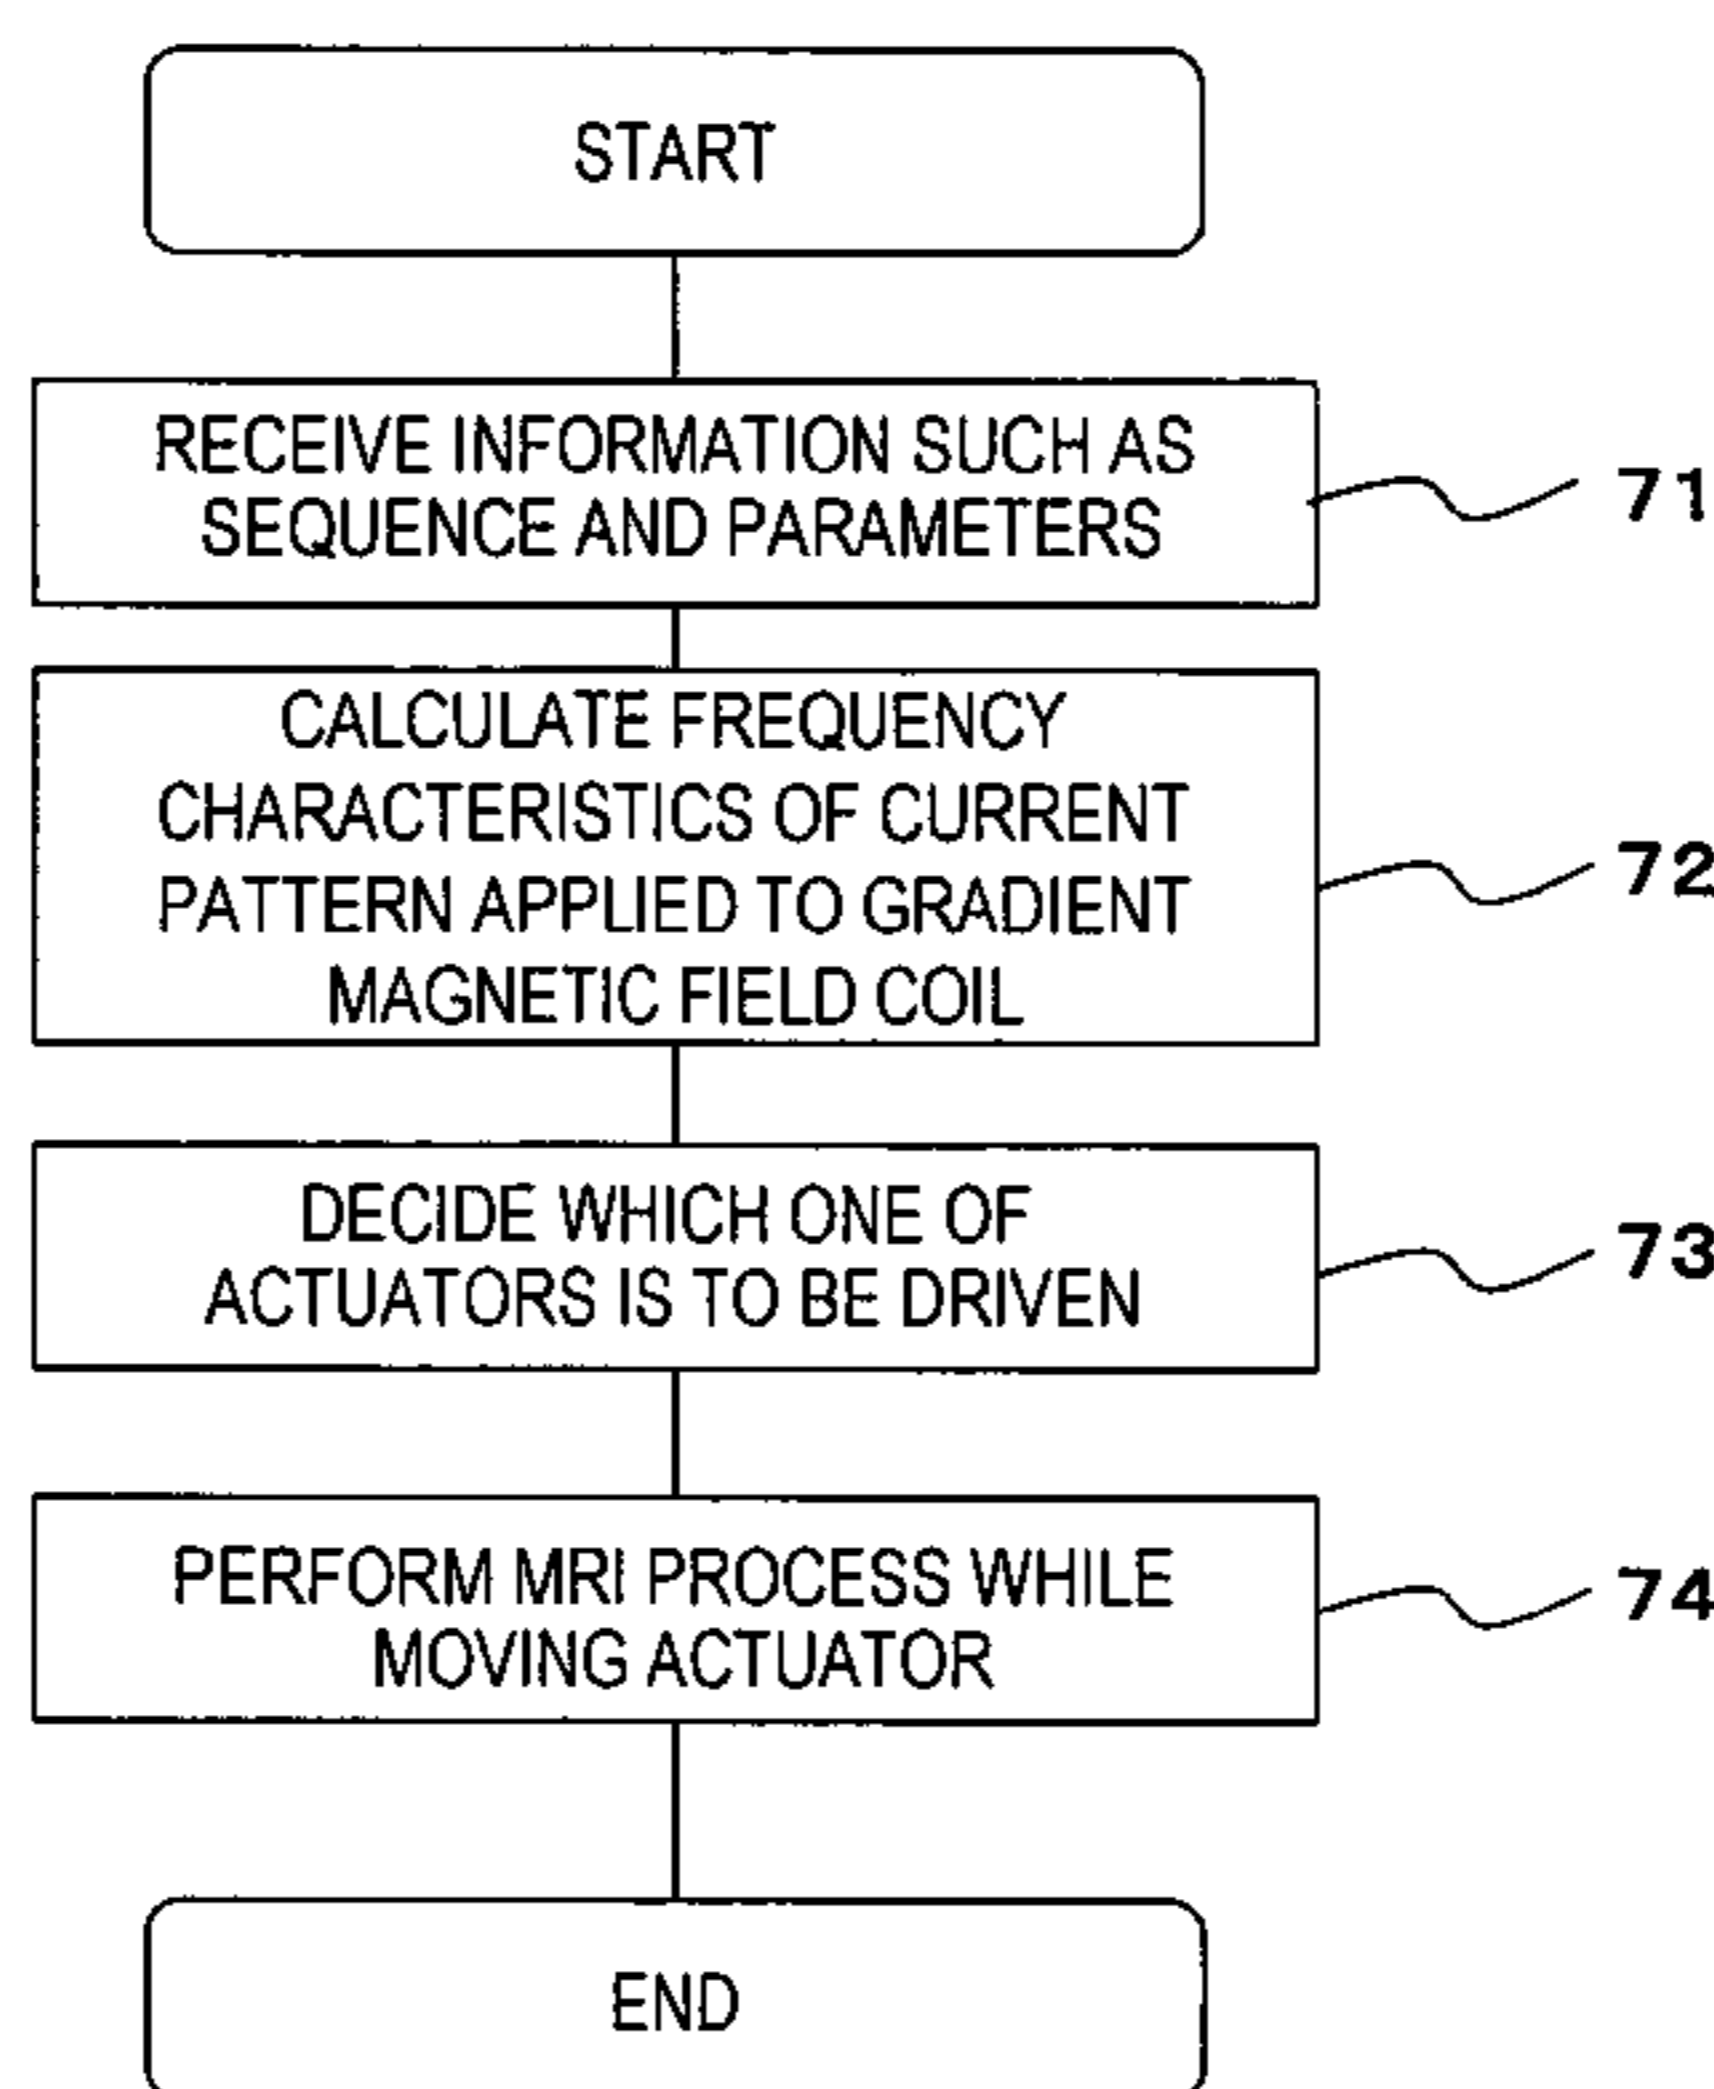 START
RECEIVE INFORMATION SUCH AS
SEQUENCE AND PARAMETERS
71
CALCULATE FREQUENCY
CHARACTERISTICS OF CURRENT
PATTERN APPLIED TO GRADIENT
MAGNETIC FIELD COIL
72
DECIDE WHICH ONE OF
ACTUATORS IS TO BE DRIVEN
73
PERFORM MRI PROCESS WHILE
MOVING ACTUATOR
74
END